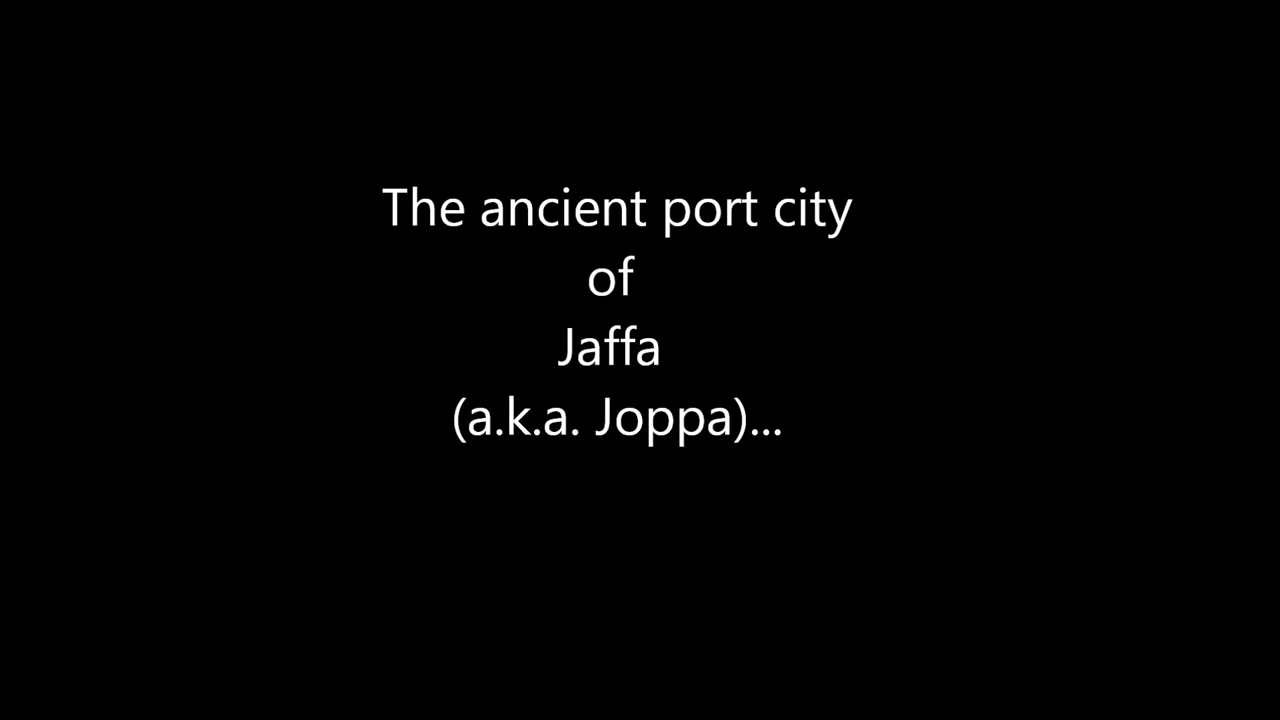 The ancient port city
of
Jaffa
(a.k.a. Joppa)...